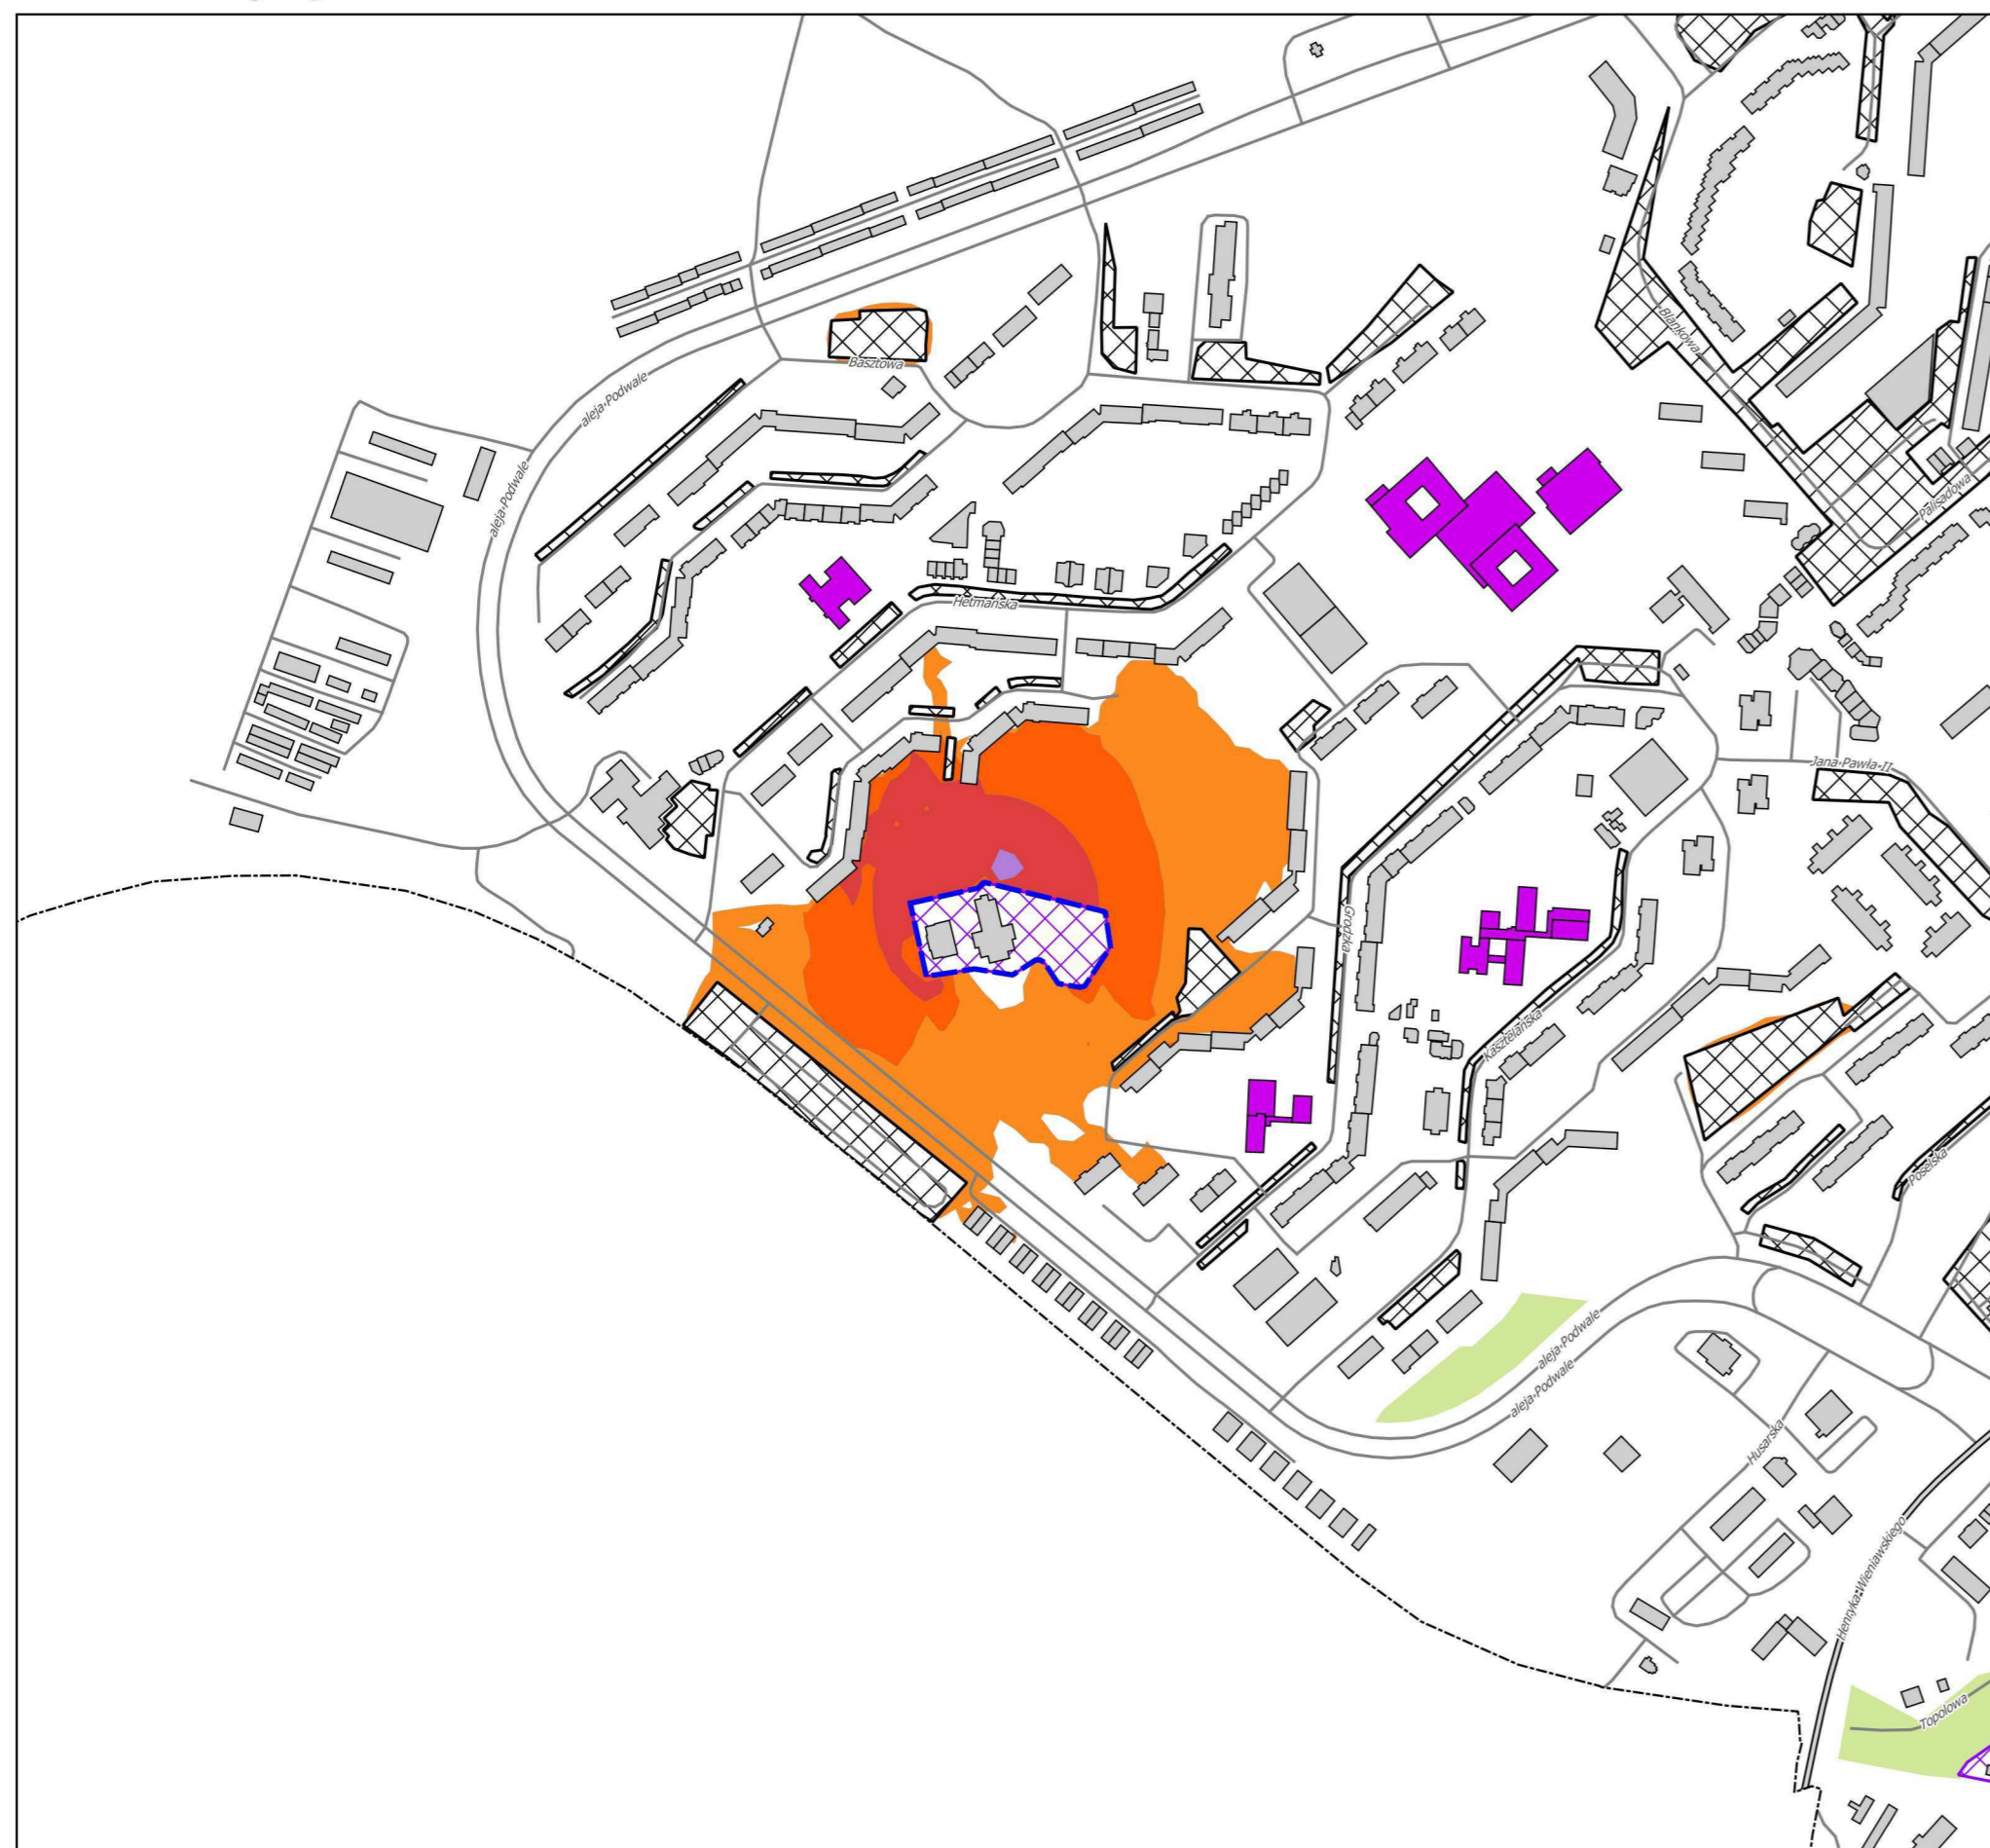 Blankowa
Basztowa
aleja Podwale
aleja Podwale
Palisadowa
Hetmańska
Jana Pawła II
Grodzka
Kasztelańska
Poselska
aleja Podwale
aleja Podwale
Husarska
Henryka Wieniawskiego
Topolowa